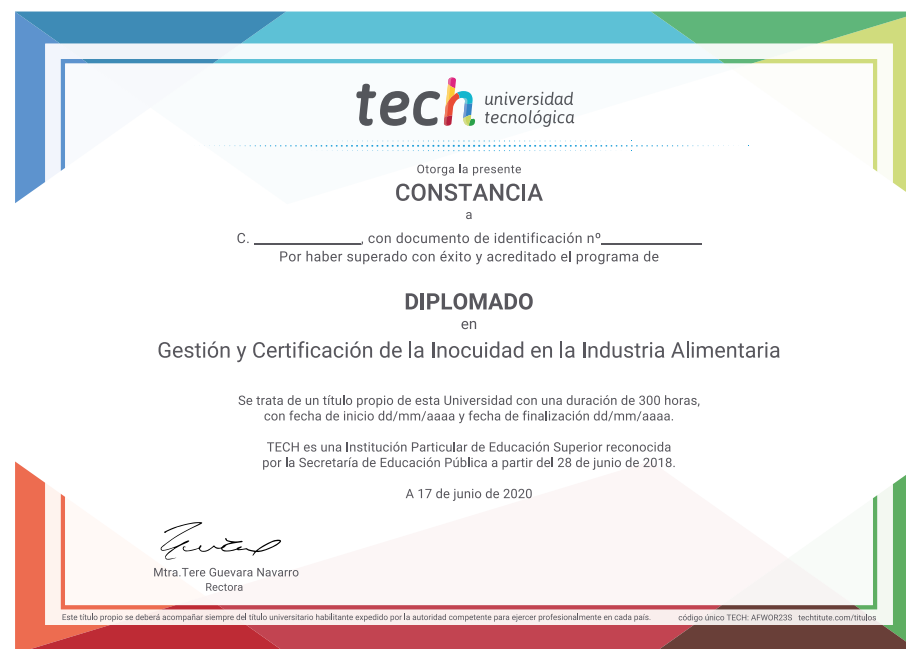 tech universidad
tecnológica
Otorga la presente
CONSTANCIA
a
C. ____________, con documento de identificación nº____________
Por haber superado con éxito y acreditado el programa de
DIPLOMADO
en
Gestión y Certificación de la Inocuidad en la Industria Alimentaria
Se trata de un título propio de esta Universidad con una duración de 300 horas,
con fecha de inicio dd/mm/aaaa y fecha de finalización dd/mm/aaaa.
TECH es una Institución Particular de Educación Superior reconocida
por la Secretaría de Educación Pública a partir del 28 de junio de 2018.
A 17 de junio de 2020
Mtra.Tere Guevara Navarro
Rectora
Este título propio se deberá acompañar siempre del título universitario habilitante expedido por la autoridad competente para ejercer profesionalmente en cada país. código único TECH: AFWOR23S techtitute.com/titulos